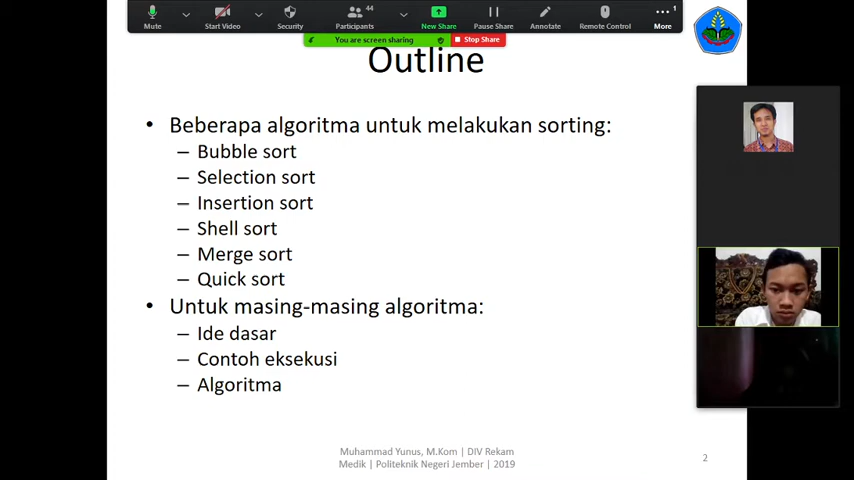 44
1
Mute
Start Video
Security
Participants
New Share
Pause Share
Annotate
Remote Control
More
You are screen sharing
Stop Share
Outline
• Beberapa algoritma untuk melakukan sorting:
– Bubble sort
– Selection sort
– Insertion sort
– Shell sort
– Merge sort
– Quick sort
• Untuk masing-masing algoritma:
– Ide dasar
– Contoh eksekusi
– Algoritma
Muhammad Yunus, M.Kom | DIV Rekam
Medik | Politeknik Negeri Jember | 2019
2